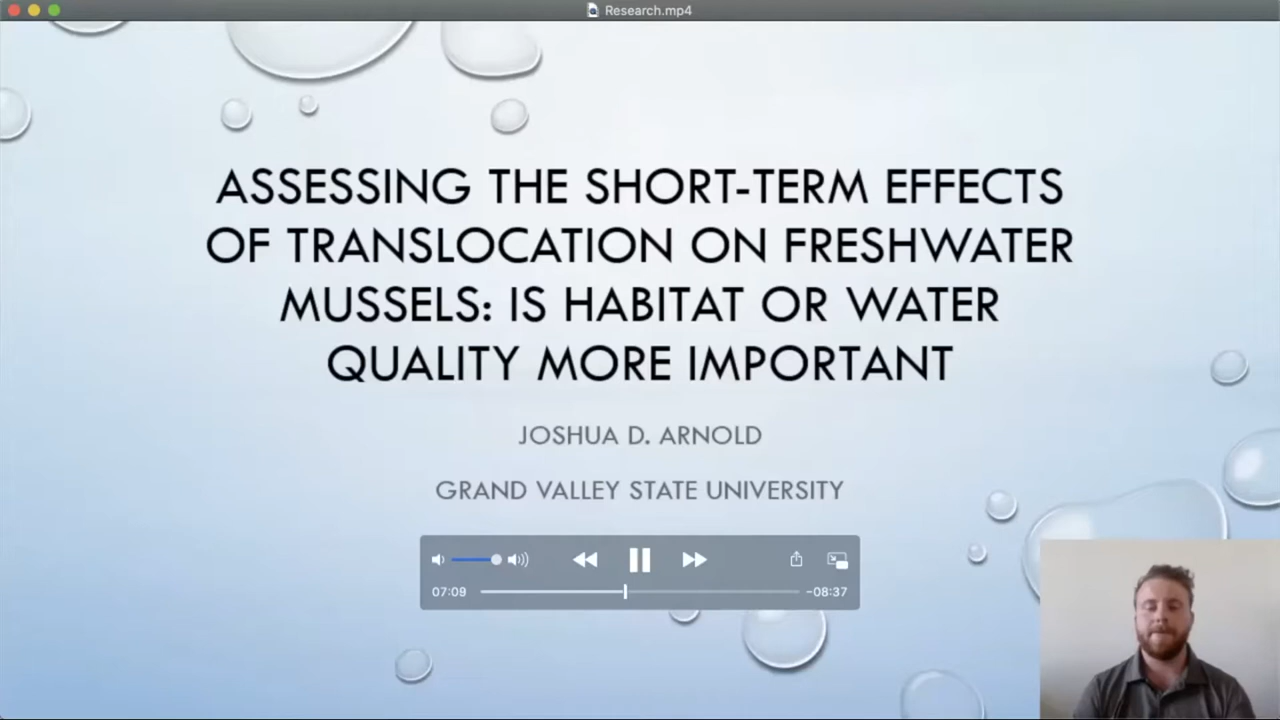 Research.mp4
ASSESSING THE SHORT-TERM EFFECTS
OF TRANSLOCATION ON FRESHWATER
MUSSELS: IS HABITAT OR WATER
QUALITY MORE IMPORTANT
JOSHUA D. ARNOLD
GRAND VALLEY STATE UNIVERSITY
07:09 -08:37